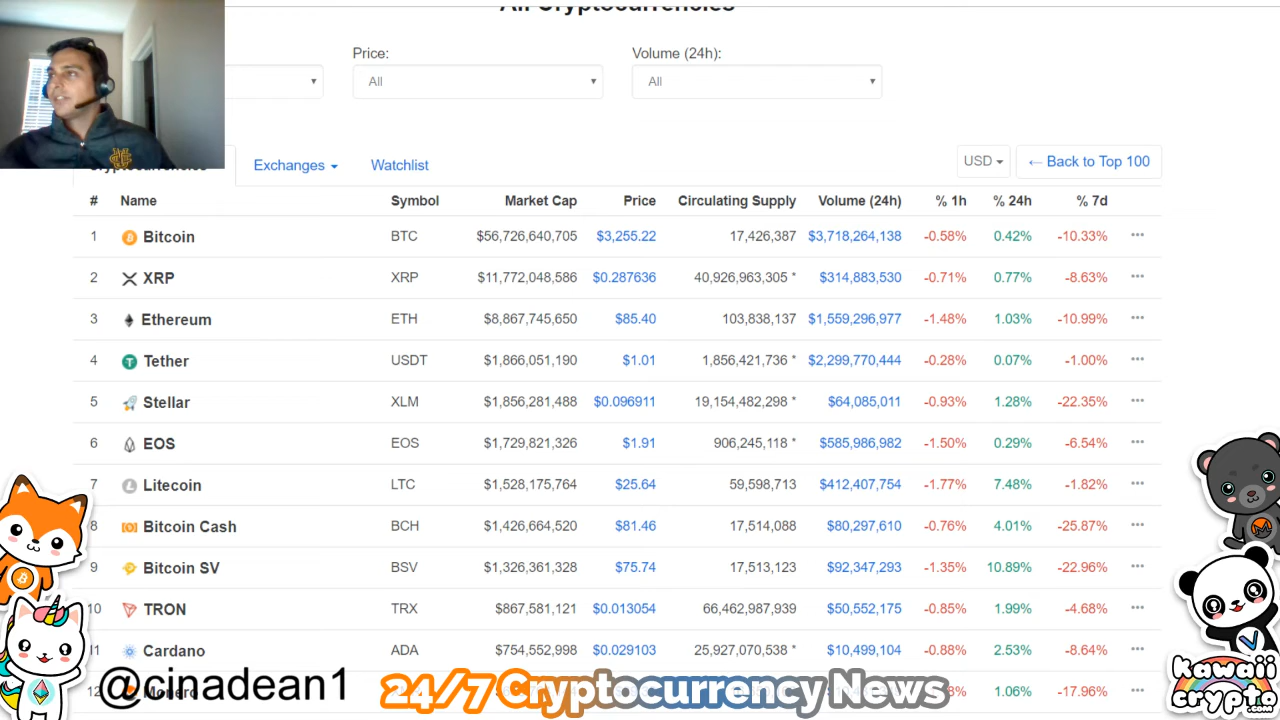 All Cryptocurrencies
Price: Volume (24h):
All All
Cryptocurrencies Exchanges Watchlist USD ← Back to Top 100
# Name Symbol Market Cap Price Circulating Supply Volume (24h) % 1h % 24h % 7d
1 Bitcoin BTC $56,726,640,705 $3,255.22 17,426,387 $3,718,264,138 -0.58% 0.42% -10.33%
2 XRP XRP $11,772,048,586 $0.287636 40,926,963,305 * $314,883,530 -0.71% 0.77% -8.63%
3 Ethereum ETH $8,867,745,650 $85.40 103,838,137 $1,559,296,977 -1.48% 1.03% -10.99%
4 Tether USDT $1,866,051,190 $1.01 1,856,421,736 * $2,299,770,444 -0.28% 0.07% -1.00%
5 Stellar XLM $1,856,281,488 $0.096911 19,154,482,298 * $64,085,011 -0.93% 1.28% -22.35%
6 EOS EOS $1,729,821,326 $1.91 906,245,118 * $585,986,982 -1.50% 0.29% -6.54%
7 Litecoin LTC $1,528,175,764 $25.64 59,598,713 $412,407,754 -1.77% 7.48% -1.82%
8 Bitcoin Cash BCH $1,426,664,520 $81.46 17,514,088 $80,297,610 -0.76% 4.01% -25.87%
9 Bitcoin SV BSV $1,326,361,328 $75.74 17,513,123 $92,347,293 -1.35% 10.89% -22.96%
10 TRON TRX $867,581,121 $0.013054 66,462,987,939 $50,552,175 -0.85% 1.99% -4.68%
11 Cardano ADA $754,552,998 $0.029103 25,927,070,538 * $10,499,104 -0.88% 2.53% -8.64%
12 Monero 1.06% -17.96%
@cinadean1 24/7 Cryptocurrency News
kawaii
crypto
.com